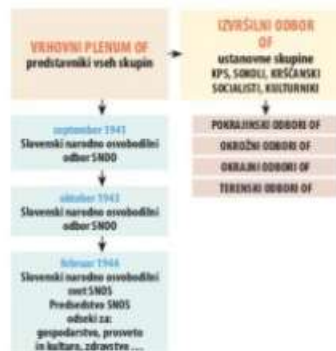 VRHOVNI PLENUM OF
predstavniki vseh skupin
september 1941
Slovenski narodno osvobodilni
odbor SNOO
oktober 1943
Slovenski narodno osvobodilni
odbor SNOO
februar 1944
Slovenski narodno osvobodilni
svet SNOS
Predsedstvo SNOS
odseki za:
gospodarstvo, prosveto
in kulturo, zdravstvo ...
IZVRŠILNI ODBOR
OF
ustanovne skupine
KPS, SOKOLI, KRŠČANSKI
SOCIALISTI, KULTURNIKI
POKRAJINSKI ODBORI OF
OKROŽNI ODBORI OF
OKRAJNI ODBORI OF
TERENSKI ODBORI OF